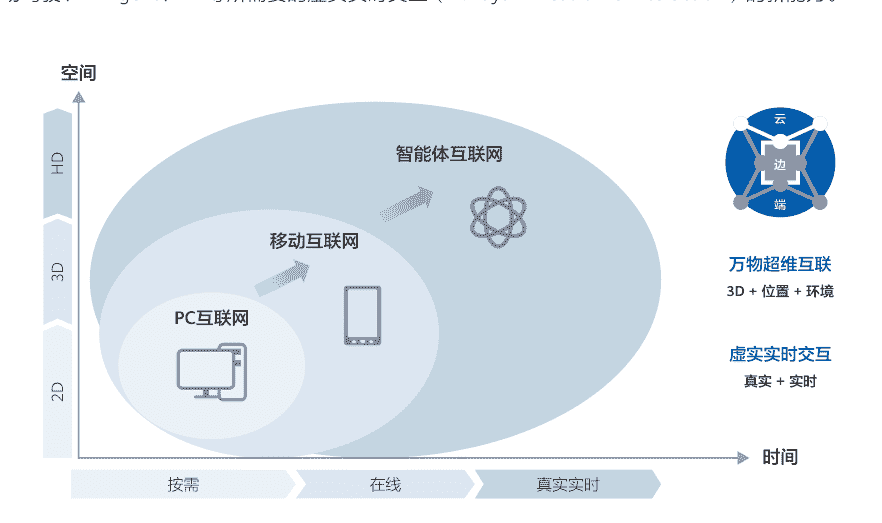 空间
HD
3D
2D
智能体互联网
移动互联网
PC互联网
云
边
端
万物超维互联
3D + 位置 + 环境
虚实实时交互
真实 + 实时
时间
按需
在线
真实实时